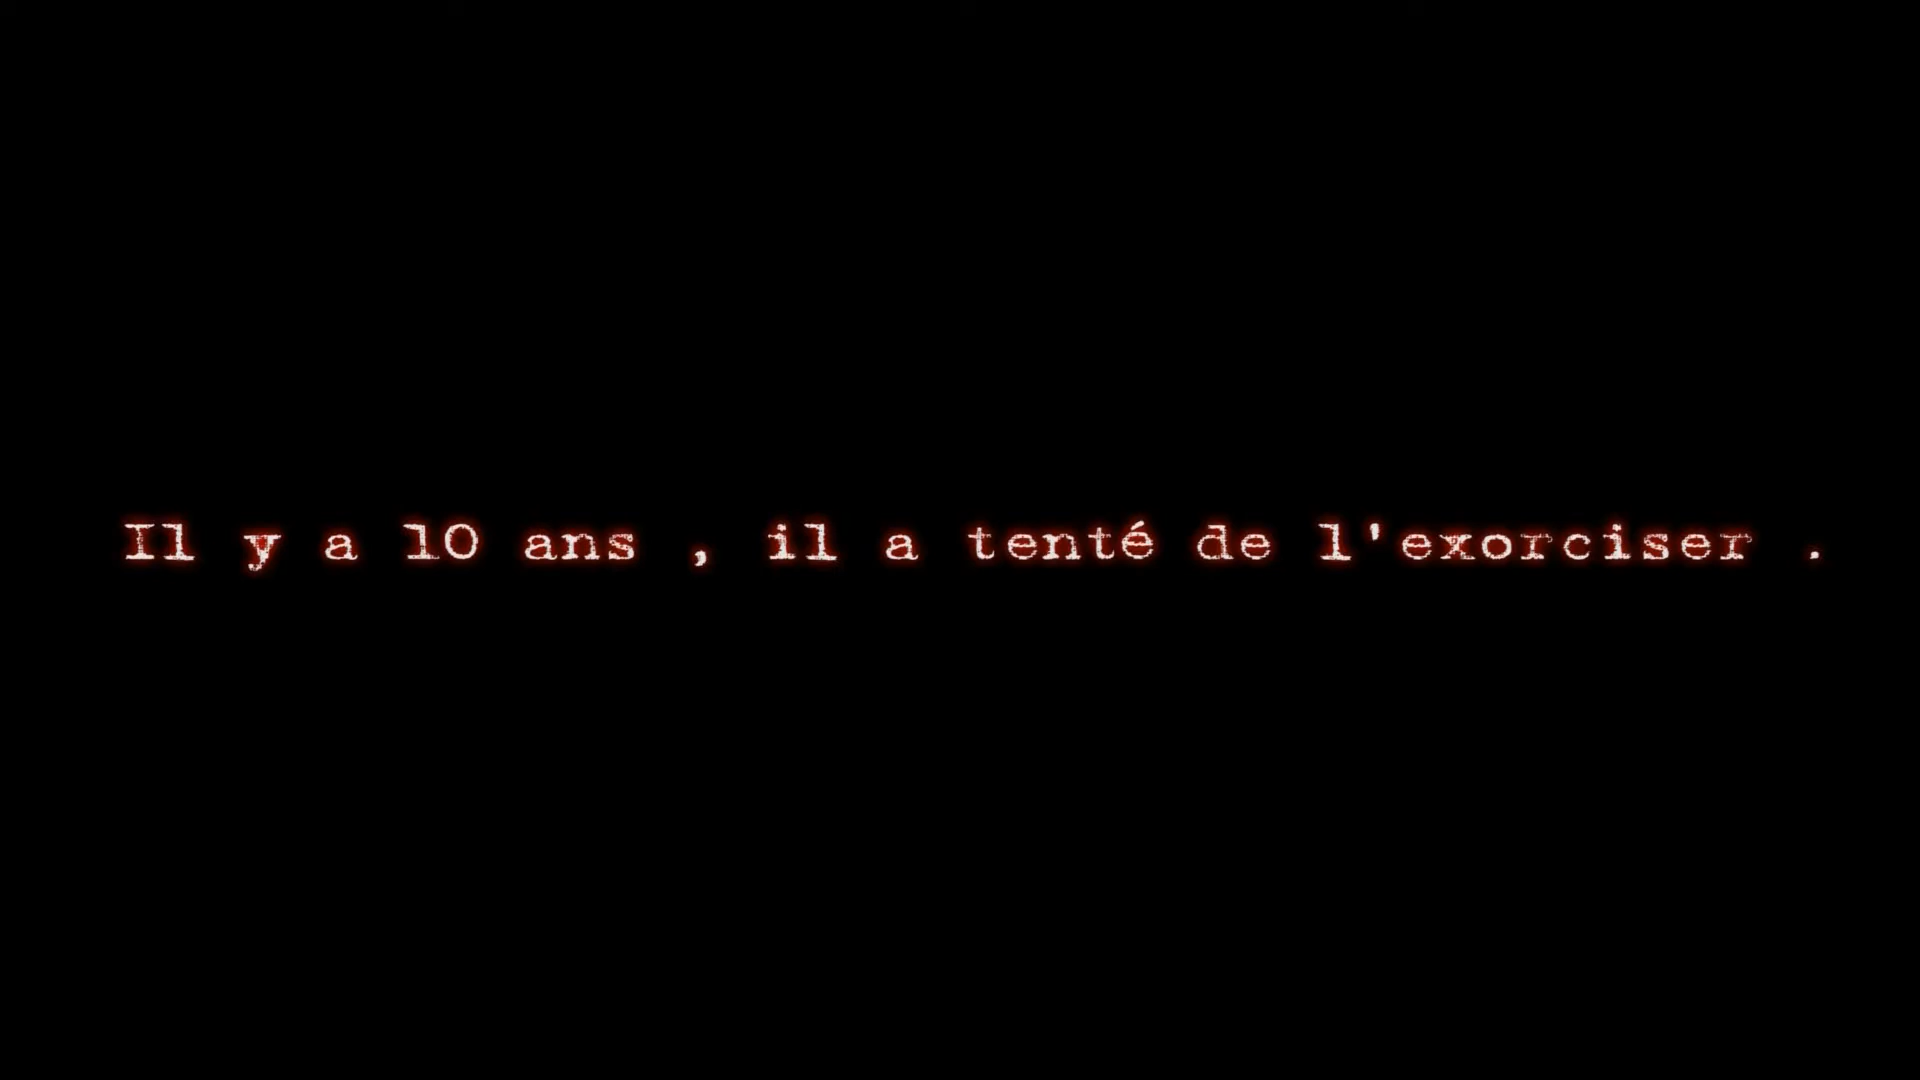 Il y a 10 ans , il a tenté de l'exorciser .